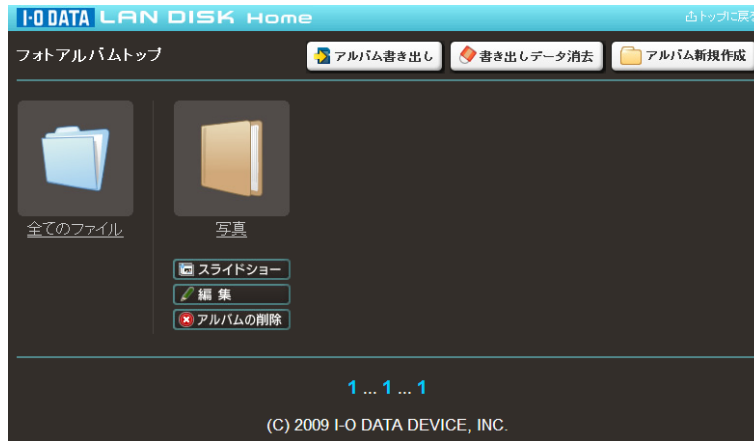 I-O DATA LAN DISK Home
トップに戻る
フォトアルバムトップ
アルバム書き出し
書き出しデータ消去
アルバム新規作成
全てのファイル
写真
スライドショー
編 集
アルバムの削除
1 ... 1 ... 1
(C) 2009 I-O DATA DEVICE, INC.